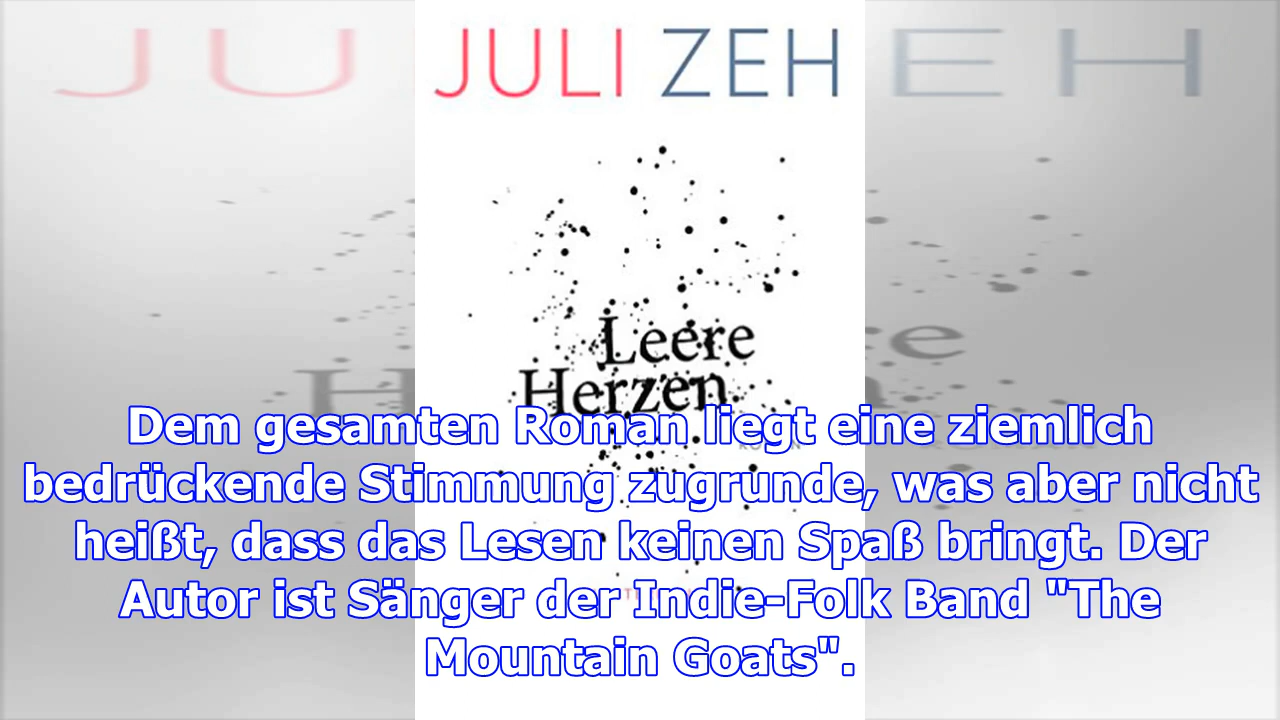 JULI ZEH
Leere
Herzen
Dem gesamten Roman liegt eine ziemlich
bedrückende Stimmung zugrunde, was aber nicht
heißt, dass das Lesen keinen Spaß bringt. Der
Autor ist Sänger der Indie-Folk Band "The
Mountain Goats".